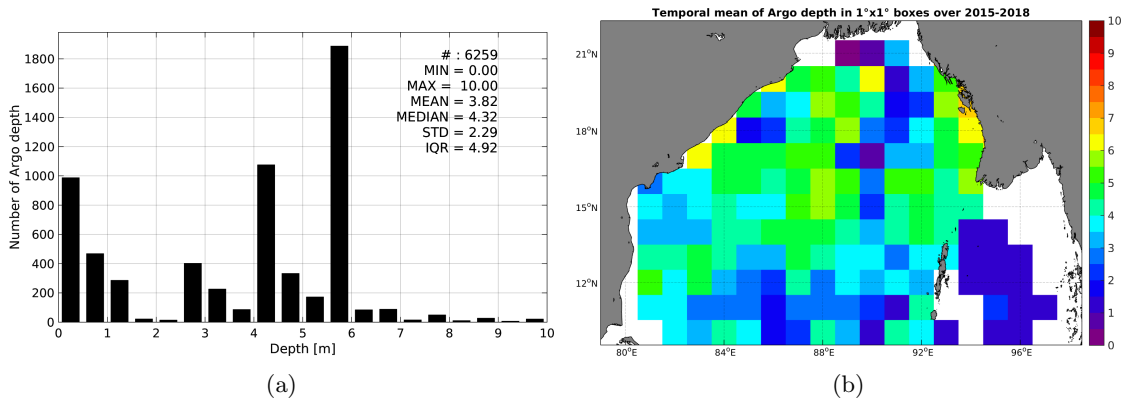 1800
1600
1400
1200
1000
800
600
400
200
0
Number of Argo depth
# : 6259
MIN = 0.00
MAX = 10.00
MEAN = 3.82
MEDIAN = 4.32
STD = 2.29
IQR = 4.92
0 1 2 3 4 5 6 7 8 9 10
Depth [m]
(a)
Temporal mean of Argo depth in 1°x1° boxes over 2015-2018
21°N
18°N
15°N
12°N
80°E 84°E 88°E 92°E 96°E
10
9
8
7
6
5
4
3
2
1
0
(b)